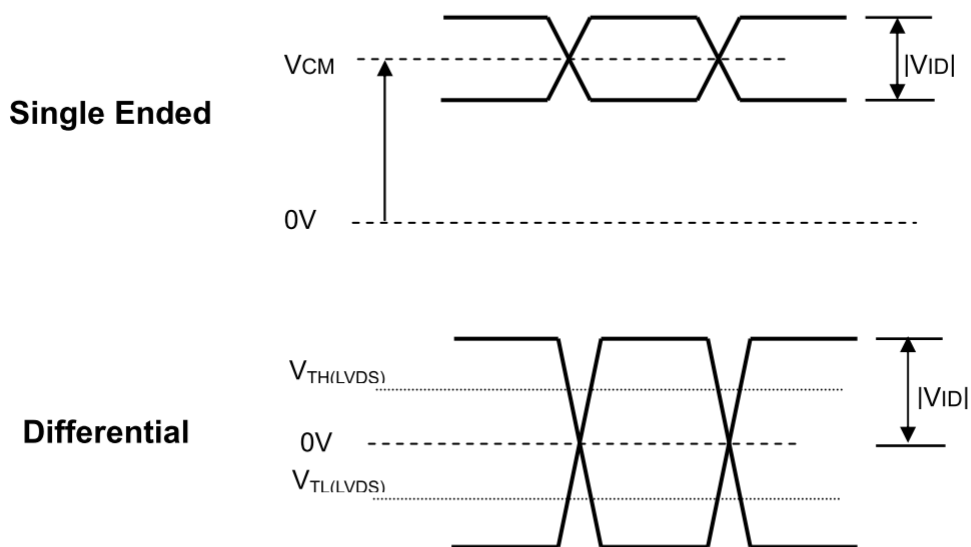 VCM
|VID|
Single Ended
0V
VTH(LVDS)
|VID|
Differential
0V
VTL(LVDS)